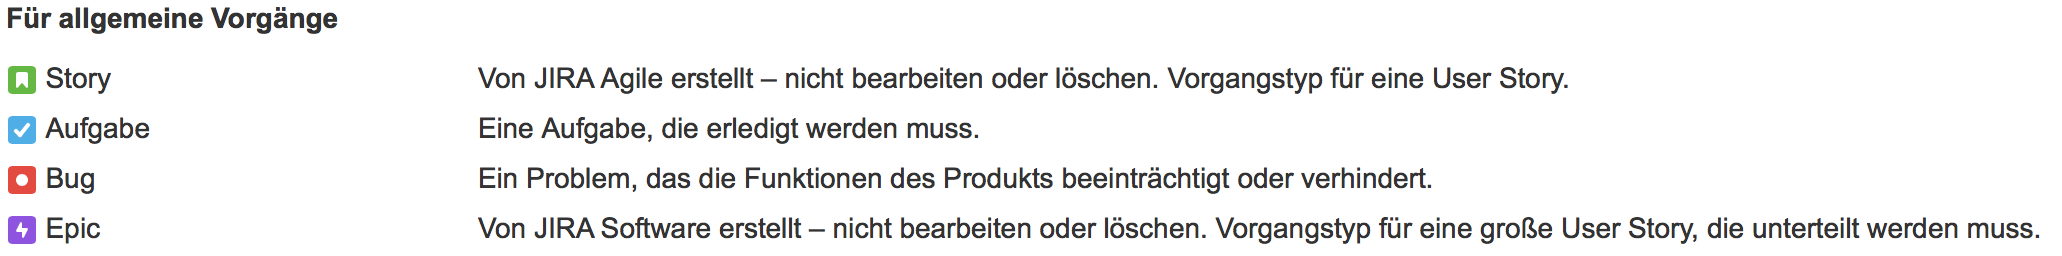 Für allgemeine Vorgänge
Story Von JIRA Agile erstellt – nicht bearbeiten oder löschen. Vorgangstyp für eine User Story.
Aufgabe Eine Aufgabe, die erledigt werden muss.
Bug Ein Problem, das die Funktionen des Produkts beeinträchtigt oder verhindert.
Epic Von JIRA Software erstellt – nicht bearbeiten oder löschen. Vorgangstyp für eine große User Story, die unterteilt werden muss.